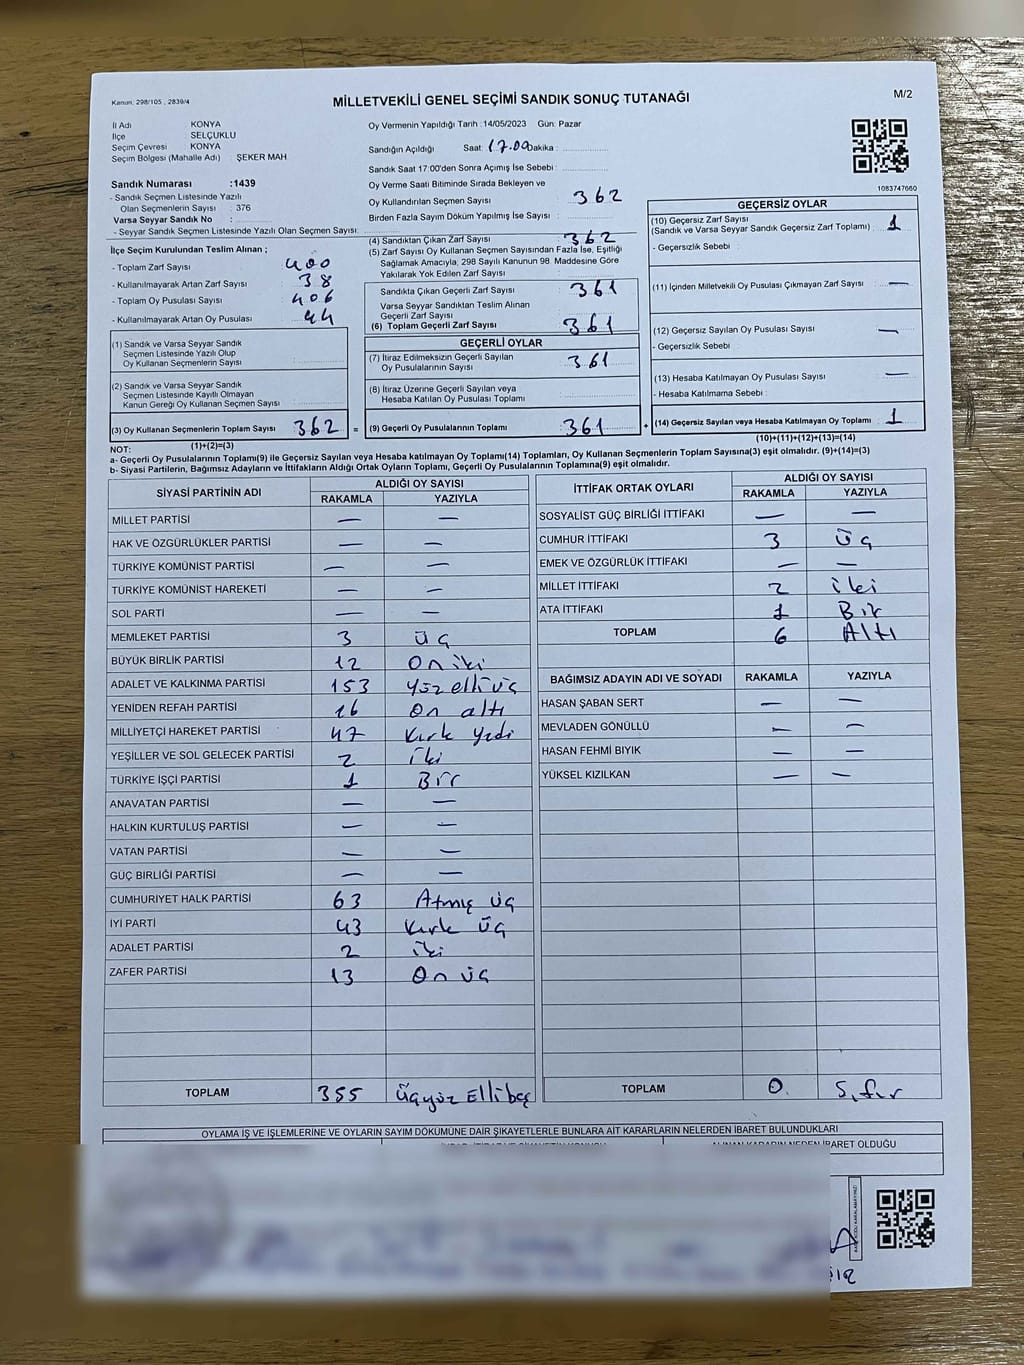 Kanun: 298/105 , 2839/4
MİLLETVEKİLİ GENEL SEÇİMİ SANDIK SONUÇ TUTANAĞI
M/2
İl Adı KONYA
İlçe SELÇUKLU
Seçim Çevresi : KONYA
Seçim Bölgesi (Mahalle Adı) : ŞEKER MAH
Sandık Numarası :1439
- Sandık Seçmen Listesinde Yazılı
Olan Seçmenlerin Sayısı : 376
Varsa Seyyar Sandık No :
- Seyyar Sandık Seçmen Listesinde Yazılı Olan Seçmen Sayısı:
Oy Vermenin Yapıldığı Tarih :14/05/2023 Gün: Pazar
Sandığın Açıldığı Saat: 17.00 Dakika :
Sandık Saat 17:00'den Sonra Açımış İse Sebebi :
Oy Verme Saati Bitiminde Sırada Bekleyen ve
Oy Kullandırılan Seçmen Sayısı 362
Birden Fazla Sayım Döküm Yapılmış İse Sayısı :
1083747660
İlçe Seçim Kurulundan Teslim Alınan ;
- Toplam Zarf Sayısı 400
- Kullanılmayarak Artan Zarf Sayısı : 38
- Toplam Oy Pusulası Sayısı : 406
- Kullanılmayarak Artan Oy Pusulası : 44
(1) Sandık ve Varsa Seyyar Sandık
Seçmen Listesinde Yazılı Olup
Oy Kullanan Seçmenlerin Sayısı
(2) Sandık ve Varsa Seyyar Sandık
Seçmen Listesinde Kayıtlı Olmayan
Kanun Gereği Oy Kullanan Seçmen Sayısı
(3) Oy Kullanan Seçmenlerin Toplam Sayısı 362 =
(1)+(2)=(3)
(4) Sandıktan Çıkan Zarf Sayısı 362
(5) Zarf Sayısı Oy Kullanan Seçmen Sayısından Fazla İse, Eşitliği
Sağlamak Amacıyla, 298 Sayılı Kanunun 98. Maddesine Göre
Yakılarak Yok Edilen Zarf Sayısı :
Sandıkta Çıkan Geçerli Zarf Sayısı 361
Varsa Seyyar Sandıktan Teslim Alınan
Geçerli Zarf Sayısı :
(6) Toplam Geçerli Zarf Sayısı 361
GEÇERLİ OYLAR
(7) İtiraz Edilmeksizin Geçerli Sayılan
Oy Pusulalarının Sayısı : 361
(8) İtiraz Üzerine Geçerli Sayılan veya
Hesaba Katılan Oy Pusulası Toplamı
(9) Geçerli Oy Pusulalarının Toplamı 361 +
GEÇERSİZ OYLAR
(10) Geçersiz Zarf Sayısı
(Sandık ve Varsa Seyyar Sandık Geçersiz Zarf Toplamı) : 1
- Geçersizlik Sebebi
(11) İçinden Milletvekili Oy Pusulası Çıkmayan Zarf Sayısı —
(12) Geçersiz Sayılan Oy Pusulası Sayısı —
- Geçersizlik Sebebi
(13) Hesaba Katılmayan Oy Pusulası Sayısı —
- Hesaba Katılmama Sebebi :
(14) Geçersiz Sayılan veya Hesaba Katılmayan Oy Toplamı 1
(10)+(11)+(12)+(13)=(14)
NOT:
a- Geçerli Oy Pusulalarının Toplamı(9) ile Geçersiz Sayılan veya Hesaba Katılmayan Oy Toplamı(14) Toplamları, Oy Kullanan Seçmenlerin Toplam Sayısına(3) eşit olmalıdır. (9)+(14)=(3)
b- Siyasi Partilerin, Bağımsız Adayların ve İttifakların Aldığı Ortak Oyların Toplamı, Geçerli Oy Pusulalarının Toplamına(9) eşit olmalıdır.
SİYASİ PARTİNİN ADI ALDIĞI OY SAYISI
RAKAMLA YAZIYLA
MİLLET PARTİSİ — —
HAK VE ÖZGÜRLÜKLER PARTİSİ — —
TÜRKİYE KOMÜNİST PARTİSİ — —
TÜRKİYE KOMÜNİST HAREKETİ — —
SOL PARTİ — —
MEMLEKET PARTİSİ 3 üç
BÜYÜK BİRLİK PARTİSİ 12 On iki
ADALET VE KALKINMA PARTİSİ 153 yüz elli üç
YENİDEN REFAH PARTİSİ 16 On altı
MİLLİYETÇİ HAREKET PARTİSİ 47 Kırk yedi
YEŞİLLER VE SOL GELECEK PARTİSİ 2 İki
TÜRKİYE İŞÇİ PARTİSİ 1 Bir
ANAVATAN PARTİSİ — —
HALKIN KURTULUŞ PARTİSİ — —
VATAN PARTİSİ — —
GÜÇ BİRLİĞİ PARTİSİ — —
CUMHURİYET HALK PARTİSİ 63 Atmış üç
İYİ PARTİ 43 Kırk üç
ADALET PARTİSİ 2 iki
ZAFER PARTİSİ 13 On üç
TOPLAM 355 üçyüz Ellibeş
İTTİFAK ORTAK OYLARI ALDIĞI OY SAYISI
RAKAMLA YAZIYLA
SOSYALİST GÜÇ BİRLİĞİ İTTİFAKI — —
CUMHUR İTTİFAKI 3 üç
EMEK VE ÖZGÜRLÜK İTTİFAKI — —
MİLLET İTTİFAKI 2 iki
ATA İTTİFAKI 1 Bir
TOPLAM 6 Altı
BAĞIMSIZ ADAYIN ADI VE SOYADI RAKAMLA YAZIYLA
HASAN ŞABAN SERT — —
MEVLADEN GÖNÜLLÜ — —
HASAN FEHMİ BIYIK — —
YÜKSEL KIZILKAN — —
TOPLAM 0. Sıfır
OYLAMA İŞ VE İŞLEMLERİNE VE OYLARIN SAYIM DÖKÜMÜNE DAİR ŞİKAYETLERLE BUNLARA AİT KARARLARIN NELERDEN İBARET BULUNDUKLARI
ALINAN KARARIN NEDEN İBARET OLDUĞU